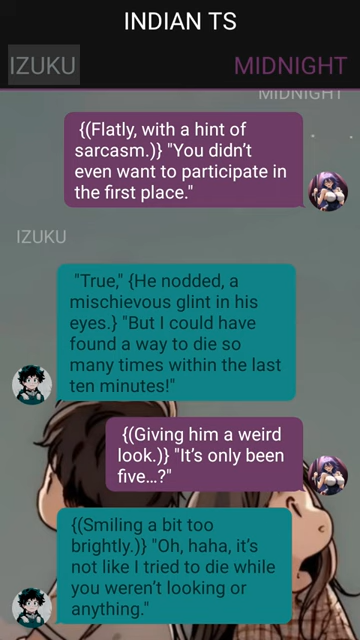 INDIAN TS
IZUKU
MIDNIGHT
MIDNIGHT
{(Flatly, with a hint of
sarcasm.)} "You didn’t
even want to participate in
the first place."
IZUKU
"True," {He nodded, a
mischievous glint in his
eyes.} "But I could have
found a way to die so
many times within the last
ten minutes!"
{(Giving him a weird
look.)} "It’s only been
five…?"
{(Smiling a bit too
brightly.)} "Oh, haha, it’s
not like I tried to die while
you weren’t looking or
anything."